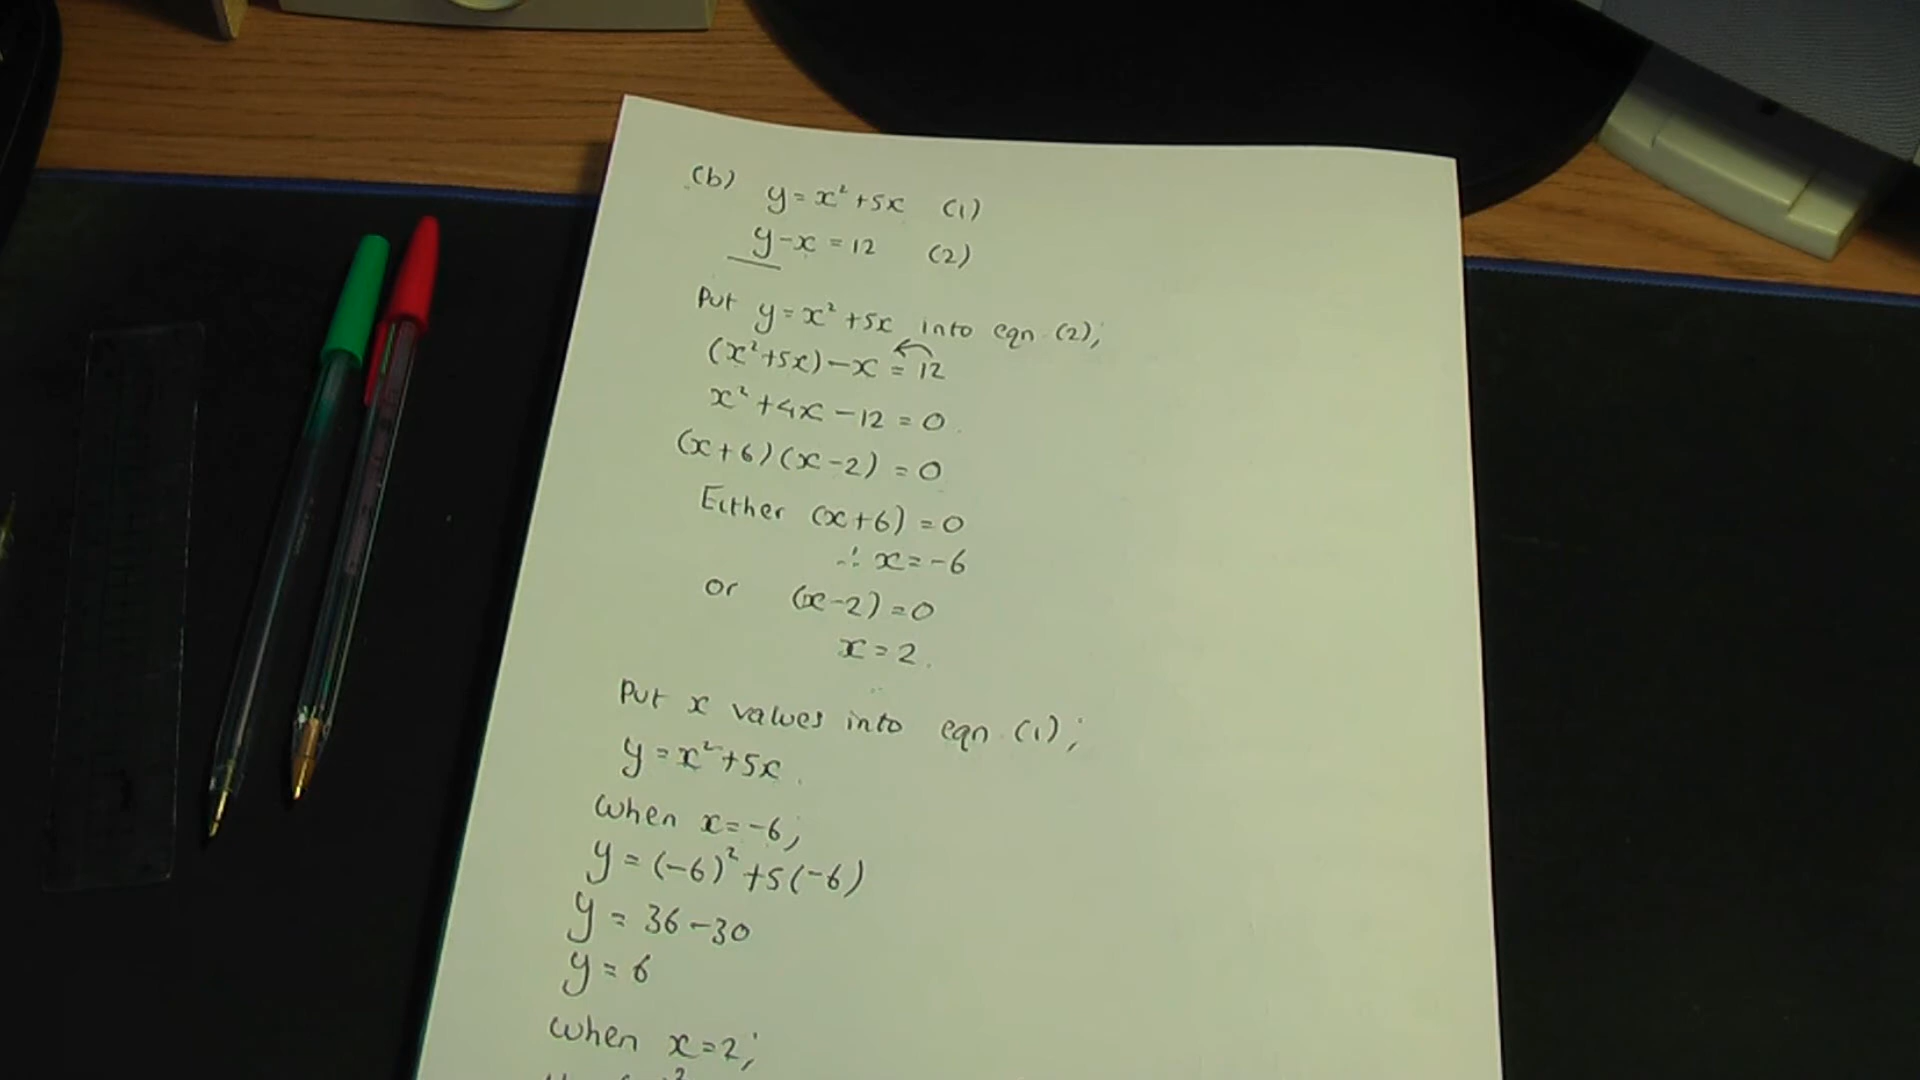 (b) y = x² + 5x (1)
y - x = 12 (2)
Put y = x² + 5x into eqn (2);
(x² + 5x) - x = 12
x² + 4x - 12 = 0
(x + 6)(x - 2) = 0
Either (x + 6) = 0
∴ x = -6
or (x - 2) = 0
x = 2.
Put x values into eqn (1);
y = x² + 5x
When x = -6;
y = (-6)² + 5(-6)
y = 36 - 30
y = 6
When x = 2;